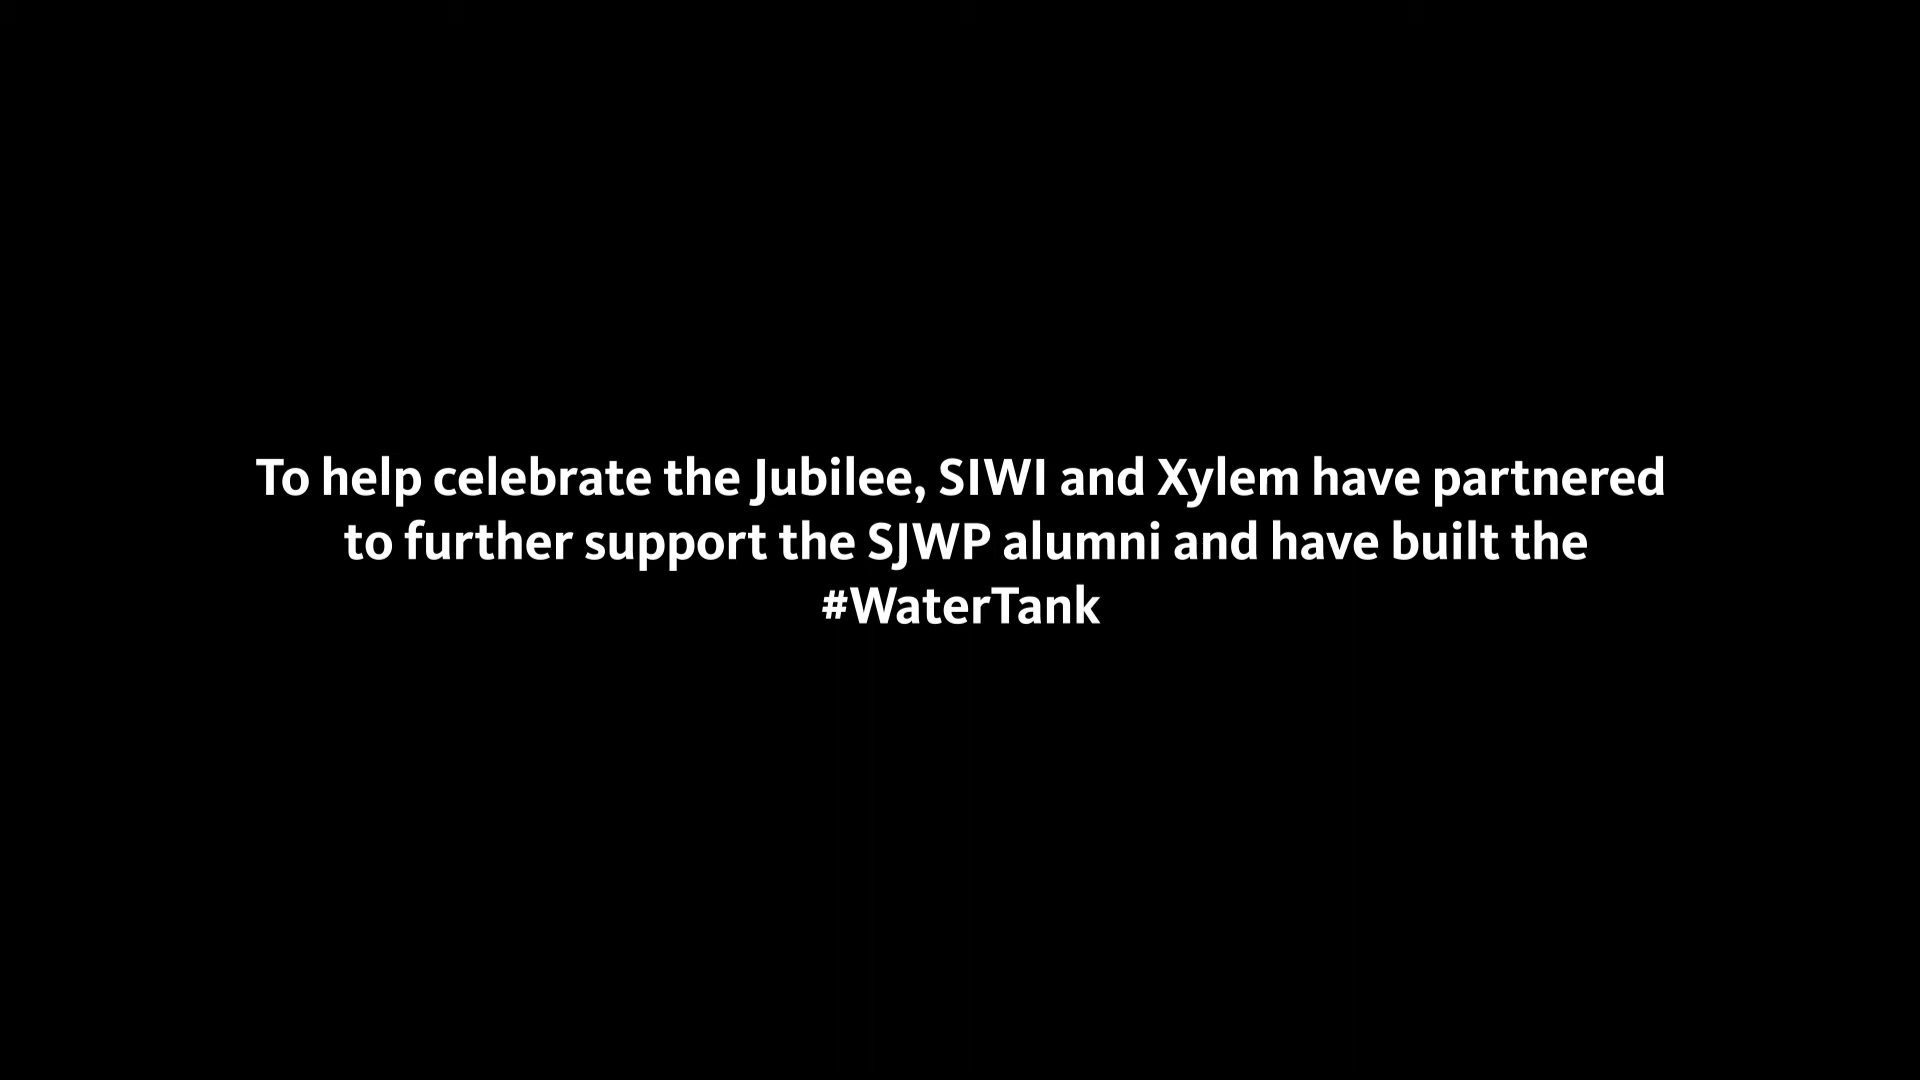 To help celebrate the Jubilee, SIWI and Xylem have partnered
to further support the SJWP alumni and have built the
#WaterTank